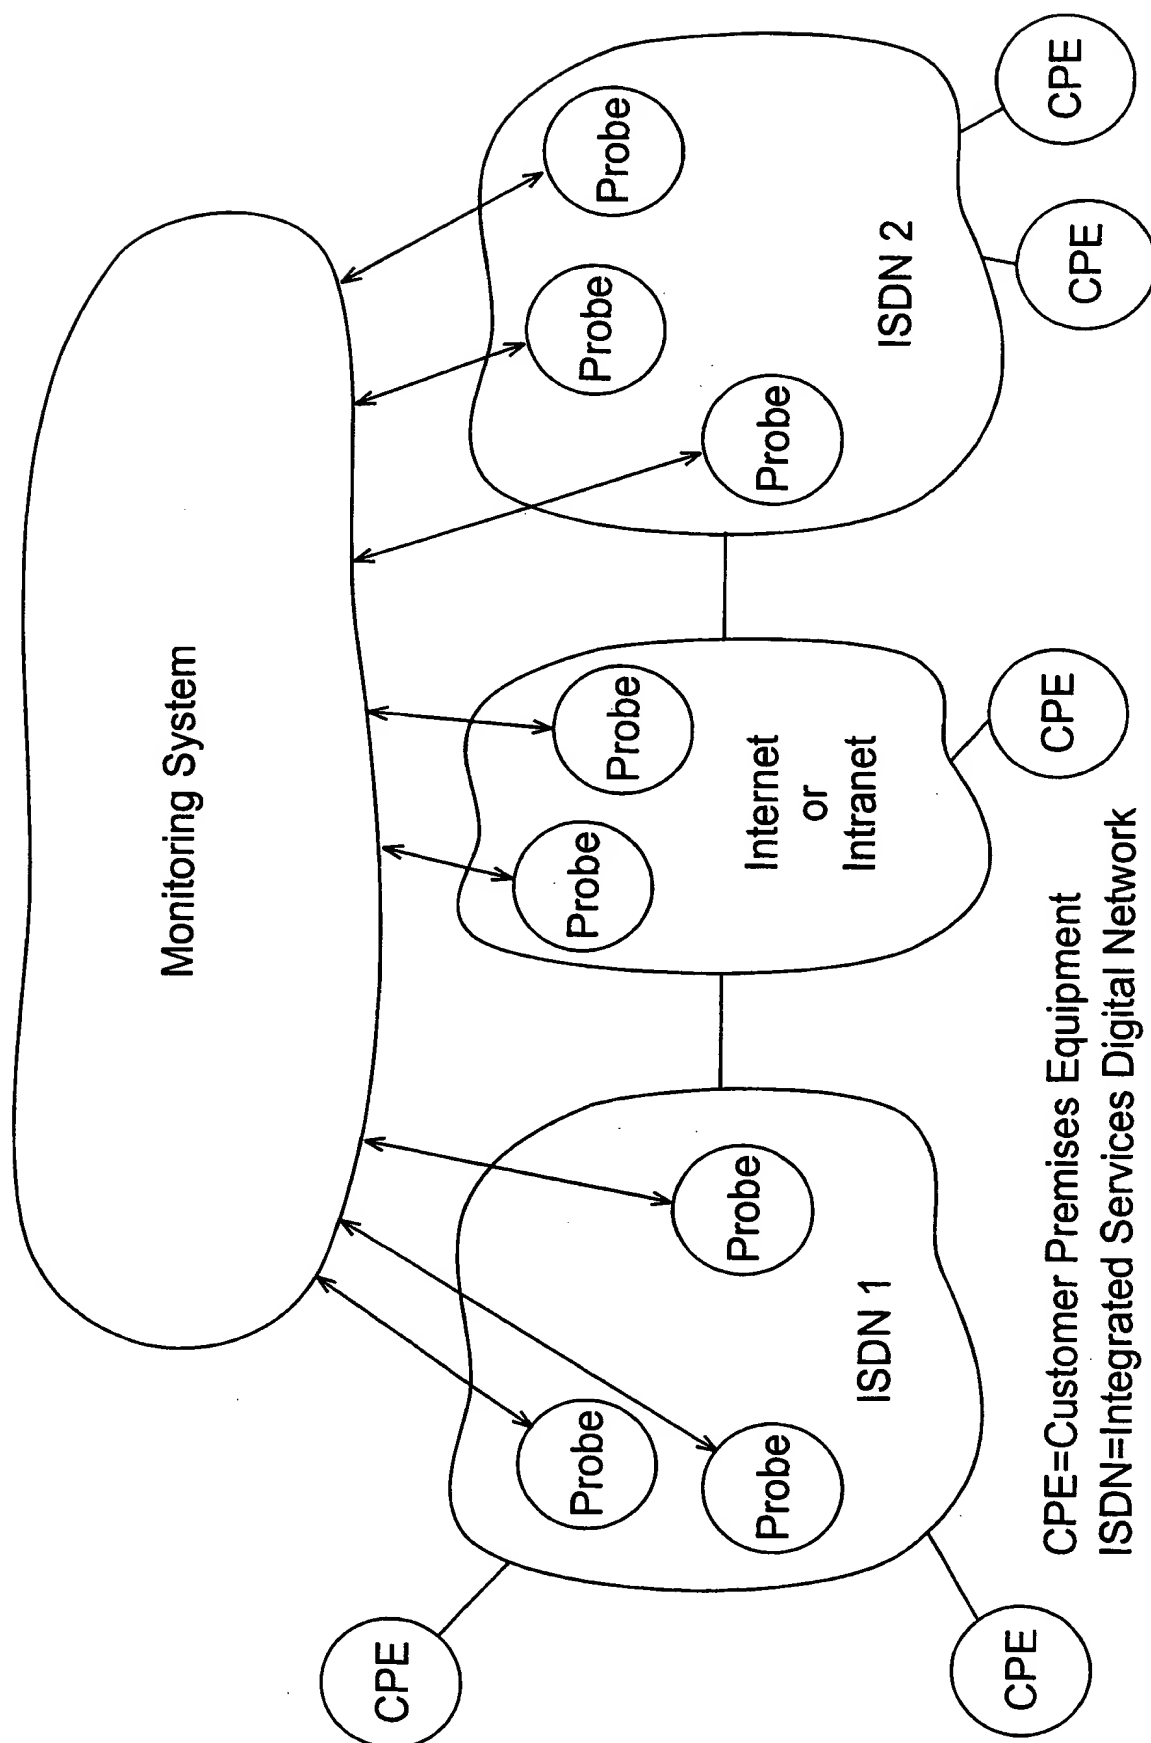 Monitoring System
Probe
Probe
Probe
Probe
Probe
Probe
Probe
Probe
ISDN 1
Internet
or
Intranet
ISDN 2
CPE
CPE
CPE
CPE
CPE
CPE=Customer Premises Equipment
ISDN=Integrated Services Digital Network